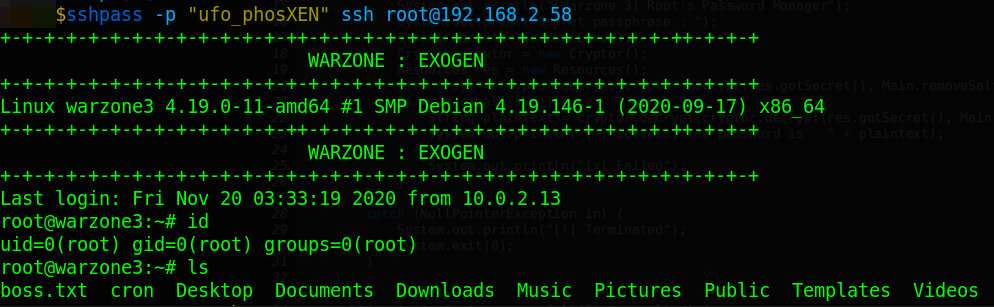 $sshpass -p "ufo_phosXEN" ssh root@192.168.2.58
+-+-+-+-+-+-+-+-+-+-+-+-+-++-+-+-+-+-+-+-+-+-+-+-+-+-+-+-+++-+-+-+
WARZONE : EXOGEN
+-+-+-+-+-+-+-+-+-+-+-+-+-++-+-+-+-+-+-+-+-+-+-+-+-+-+-+-+++-+-+-+
Linux warzone3 4.19.0-11-amd64 #1 SMP Debian 4.19.146-1 (2020-09-17) x86_64
+-+-+-+-+-+-+-+-+-+-+-+-+-++-+-+-+-+-+-+-+-+-+-+-+-+-+-+-+++-+-+-+
WARZONE : EXOGEN
+-+-+-+-+-+-+-+-+-+-+-+-+-++-+-+-+-+-+-+-+-+-+-+-+-+-+-+-+++-+-+-+
Last login: Fri Nov 20 03:33:19 2020 from 10.0.2.13
root@warzone3:~# id
uid=0(root) gid=0(root) groups=0(root)
root@warzone3:~# ls
boss.txt  cron  Desktop  Documents  Downloads  Music  Pictures  Public  Templates  Videos